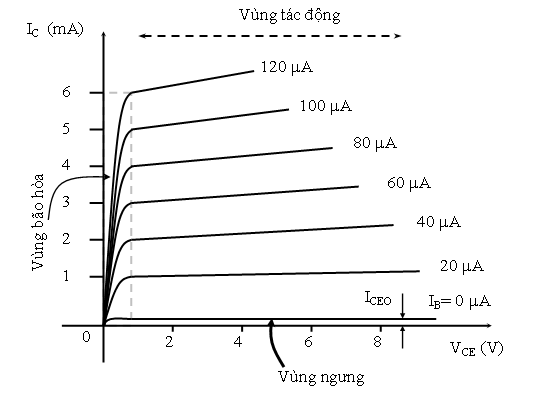 Vùng tác động
I_C (mA)
120 μA
6
100 μA
5
80 μA
4
60 μA
3
Vùng bão hòa
40 μA
2
20 μA
1
I_CEO
I_B= 0 μA
0
2
4
6
8
V_CE (V)
Vùng ngưng